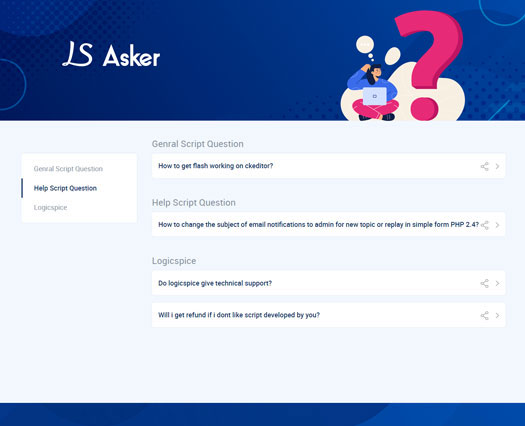 LS Asker
Genral Script Question
Help Script Question
Logicspice
Genral Script Question
How to get flash working on ckeditor?
Help Script Question
How to change the subject of email notifications to admin for new topic or replay in simple form PHP 2.4?
Logicspice
Do logicspice give technical support?
Will i get refund if i dont like script developed by you?